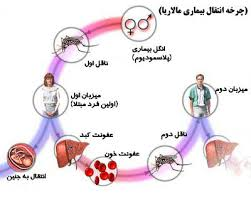 (چرخه انتقال بیماری مالاریا)
انگل بیماری
(پلاسمودیوم)
ناقل اول
میزبان اول
(اولین فرد مبتلا)
میزبان دوم
عفونت کبد
ناقل دوم
عفونت خون
انتقال به جنین